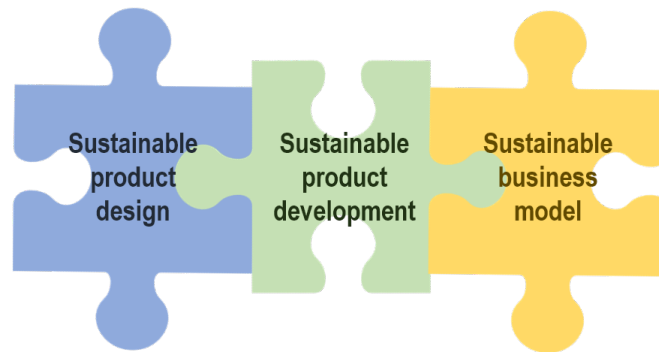 Sustainable
product
design
Sustainable
product
development
Sustainable
business
model